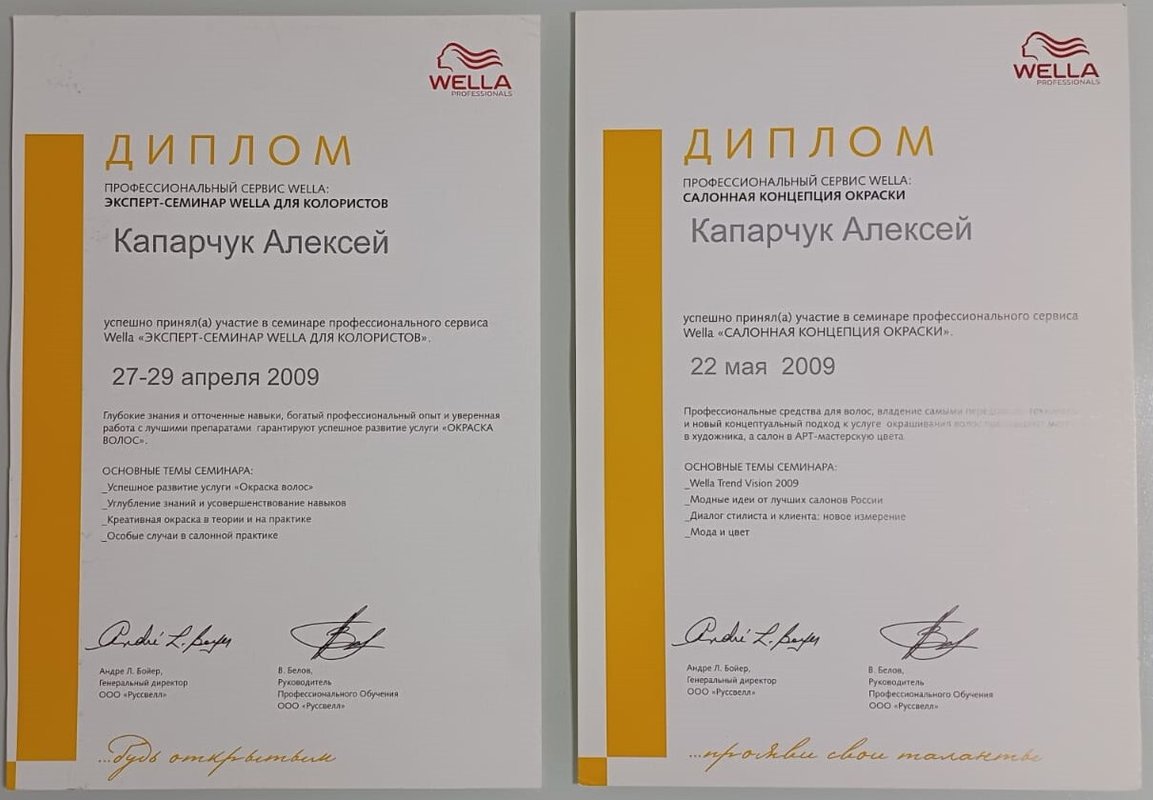 WELLA
PROFESSIONALS
ДИПЛОМ
ПРОФЕССИОНАЛЬНЫЙ СЕРВИС WELLA:
ЭКСПЕРТ-СЕМИНАР WELLA ДЛЯ КОЛОРИСТОВ
Капарчук Алексей
успешно принял(а) участие в семинаре профессионального сервиса
Wella «ЭКСПЕРТ-СЕМИНАР WELLA ДЛЯ КОЛОРИСТОВ».
27-29 апреля 2009
Глубокие знания и отточенные навыки, богатый профессиональный опыт и уверенная
работа с лучшими препаратами гарантируют успешное развитие услуги «ОКРАСКА
ВОЛОС».
ОСНОВНЫЕ ТЕМЫ СЕМИНАРА:
_Успешное развитие услуги «Окраска волос»
_Углубление знаний и усовершенствование навыков
_Креативная окраска в теории и на практике
_Особые случаи в салонной практике
André L. Boyer
Андре Л. Бойер,
Генеральный директор
ООО «Руссвелл»
В. Белов,
Руководитель
Профессионального Обучения
ООО «Руссвелл»
...будь открытым
WELLA
PROFESSIONALS
ДИПЛОМ
ПРОФЕССИОНАЛЬНЫЙ СЕРВИС WELLA:
САЛОННАЯ КОНЦЕПЦИЯ ОКРАСКИ
Капарчук Алексей
успешно принял(а) участие в семинаре профессионального сервиса
Wella «САЛОННАЯ КОНЦЕПЦИЯ ОКРАСКИ».
22 мая 2009
Профессиональные средства для волос, владение самыми
и новый концептуальный подход к услуге окрашивания
в художника, а салон в АРТ-мастерскую цвета.
ОСНОВНЫЕ ТЕМЫ СЕМИНАРА:
_Wella Trend Vision 2009
_Модные идеи от лучших салонов России
_Диалог стилиста и клиента: новое измерение
_Мода и цвет
André L. Boyer
Андре Л. Бойер,
Генеральный директор
ООО «Руссвелл»
В. Белов,
Руководитель
Профессионального Обучения
ООО «Руссвелл»
...прояви свои таланты